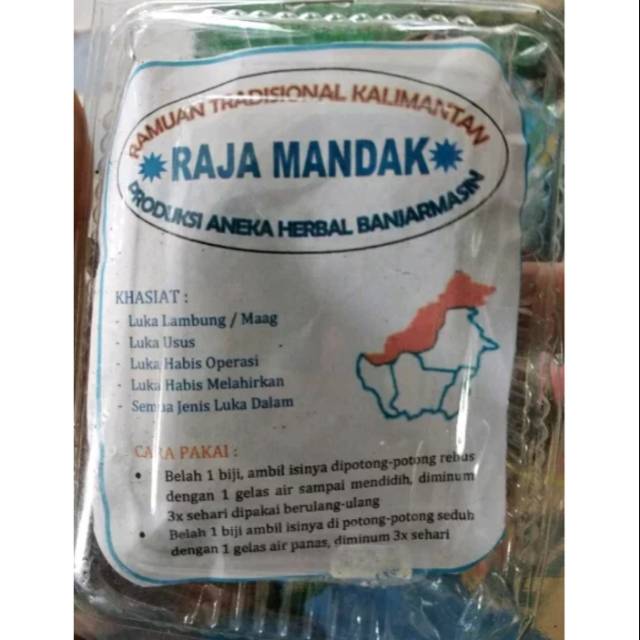 RAMUAN TRADISIONAL KALIMANTAN
RAJA MANDAK
PRODUKSI ANEKA HERBAL BANJARMASIN
KHASIAT :
- Luka Lambung / Maag
- Luka Usus
- Luka Habis Operasi
- Luka Habis Melahirkan
- Semua Jenis Luka Dalam
CARA PAKAI :
• Belah 1 biji, ambil isinya dipotong-potong rebus
dengan 1 gelas air sampai mendidih, diminum
3x sehari dipakai berulang-ulang
• Belah 1 biji ambil isinya di potong-potong seduh
dengan 1 gelas air panas, diminum 3x sehari